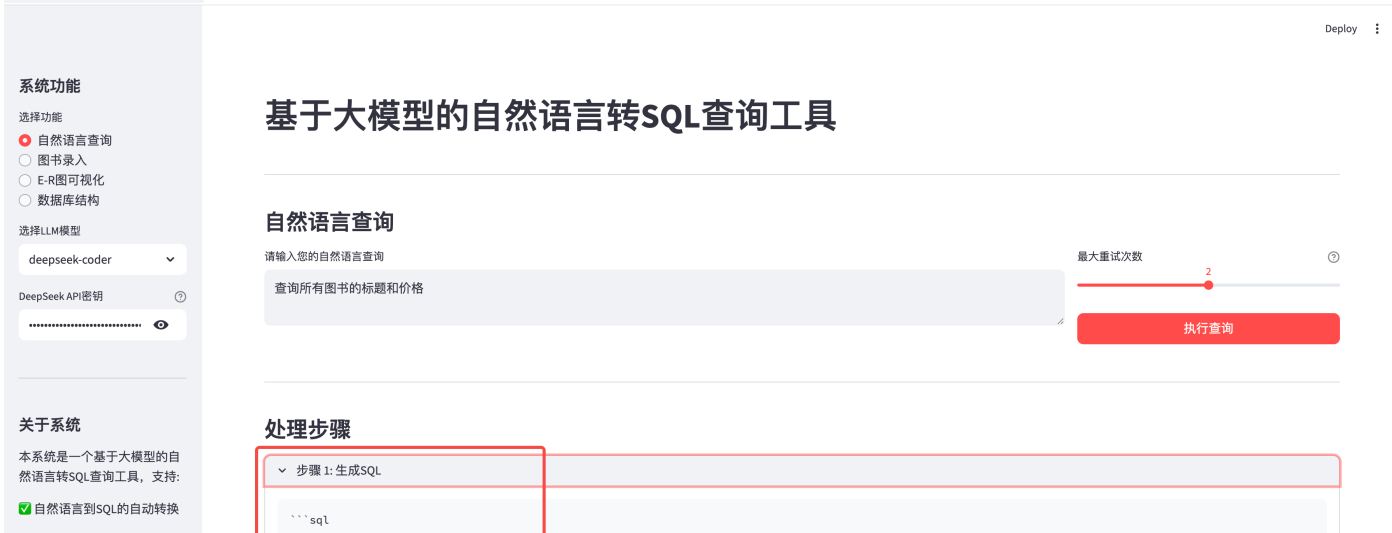 Deploy
系统功能
选择功能
自然语言查询
图书录入
E-R图可视化
数据库结构
选择LLM模型
deepseek-coder
DeepSeek API密钥
关于系统
本系统是一个基于大模型的自
然语言转SQL查询工具，支持:
✅ 自然语言到SQL的自动转换
基于大模型的自然语言转SQL查询工具
自然语言查询
请输入您的自然语言查询
查询所有图书的标题和价格
最大重试次数
2
执行查询
处理步骤
步骤 1: 生成SQL
```sql